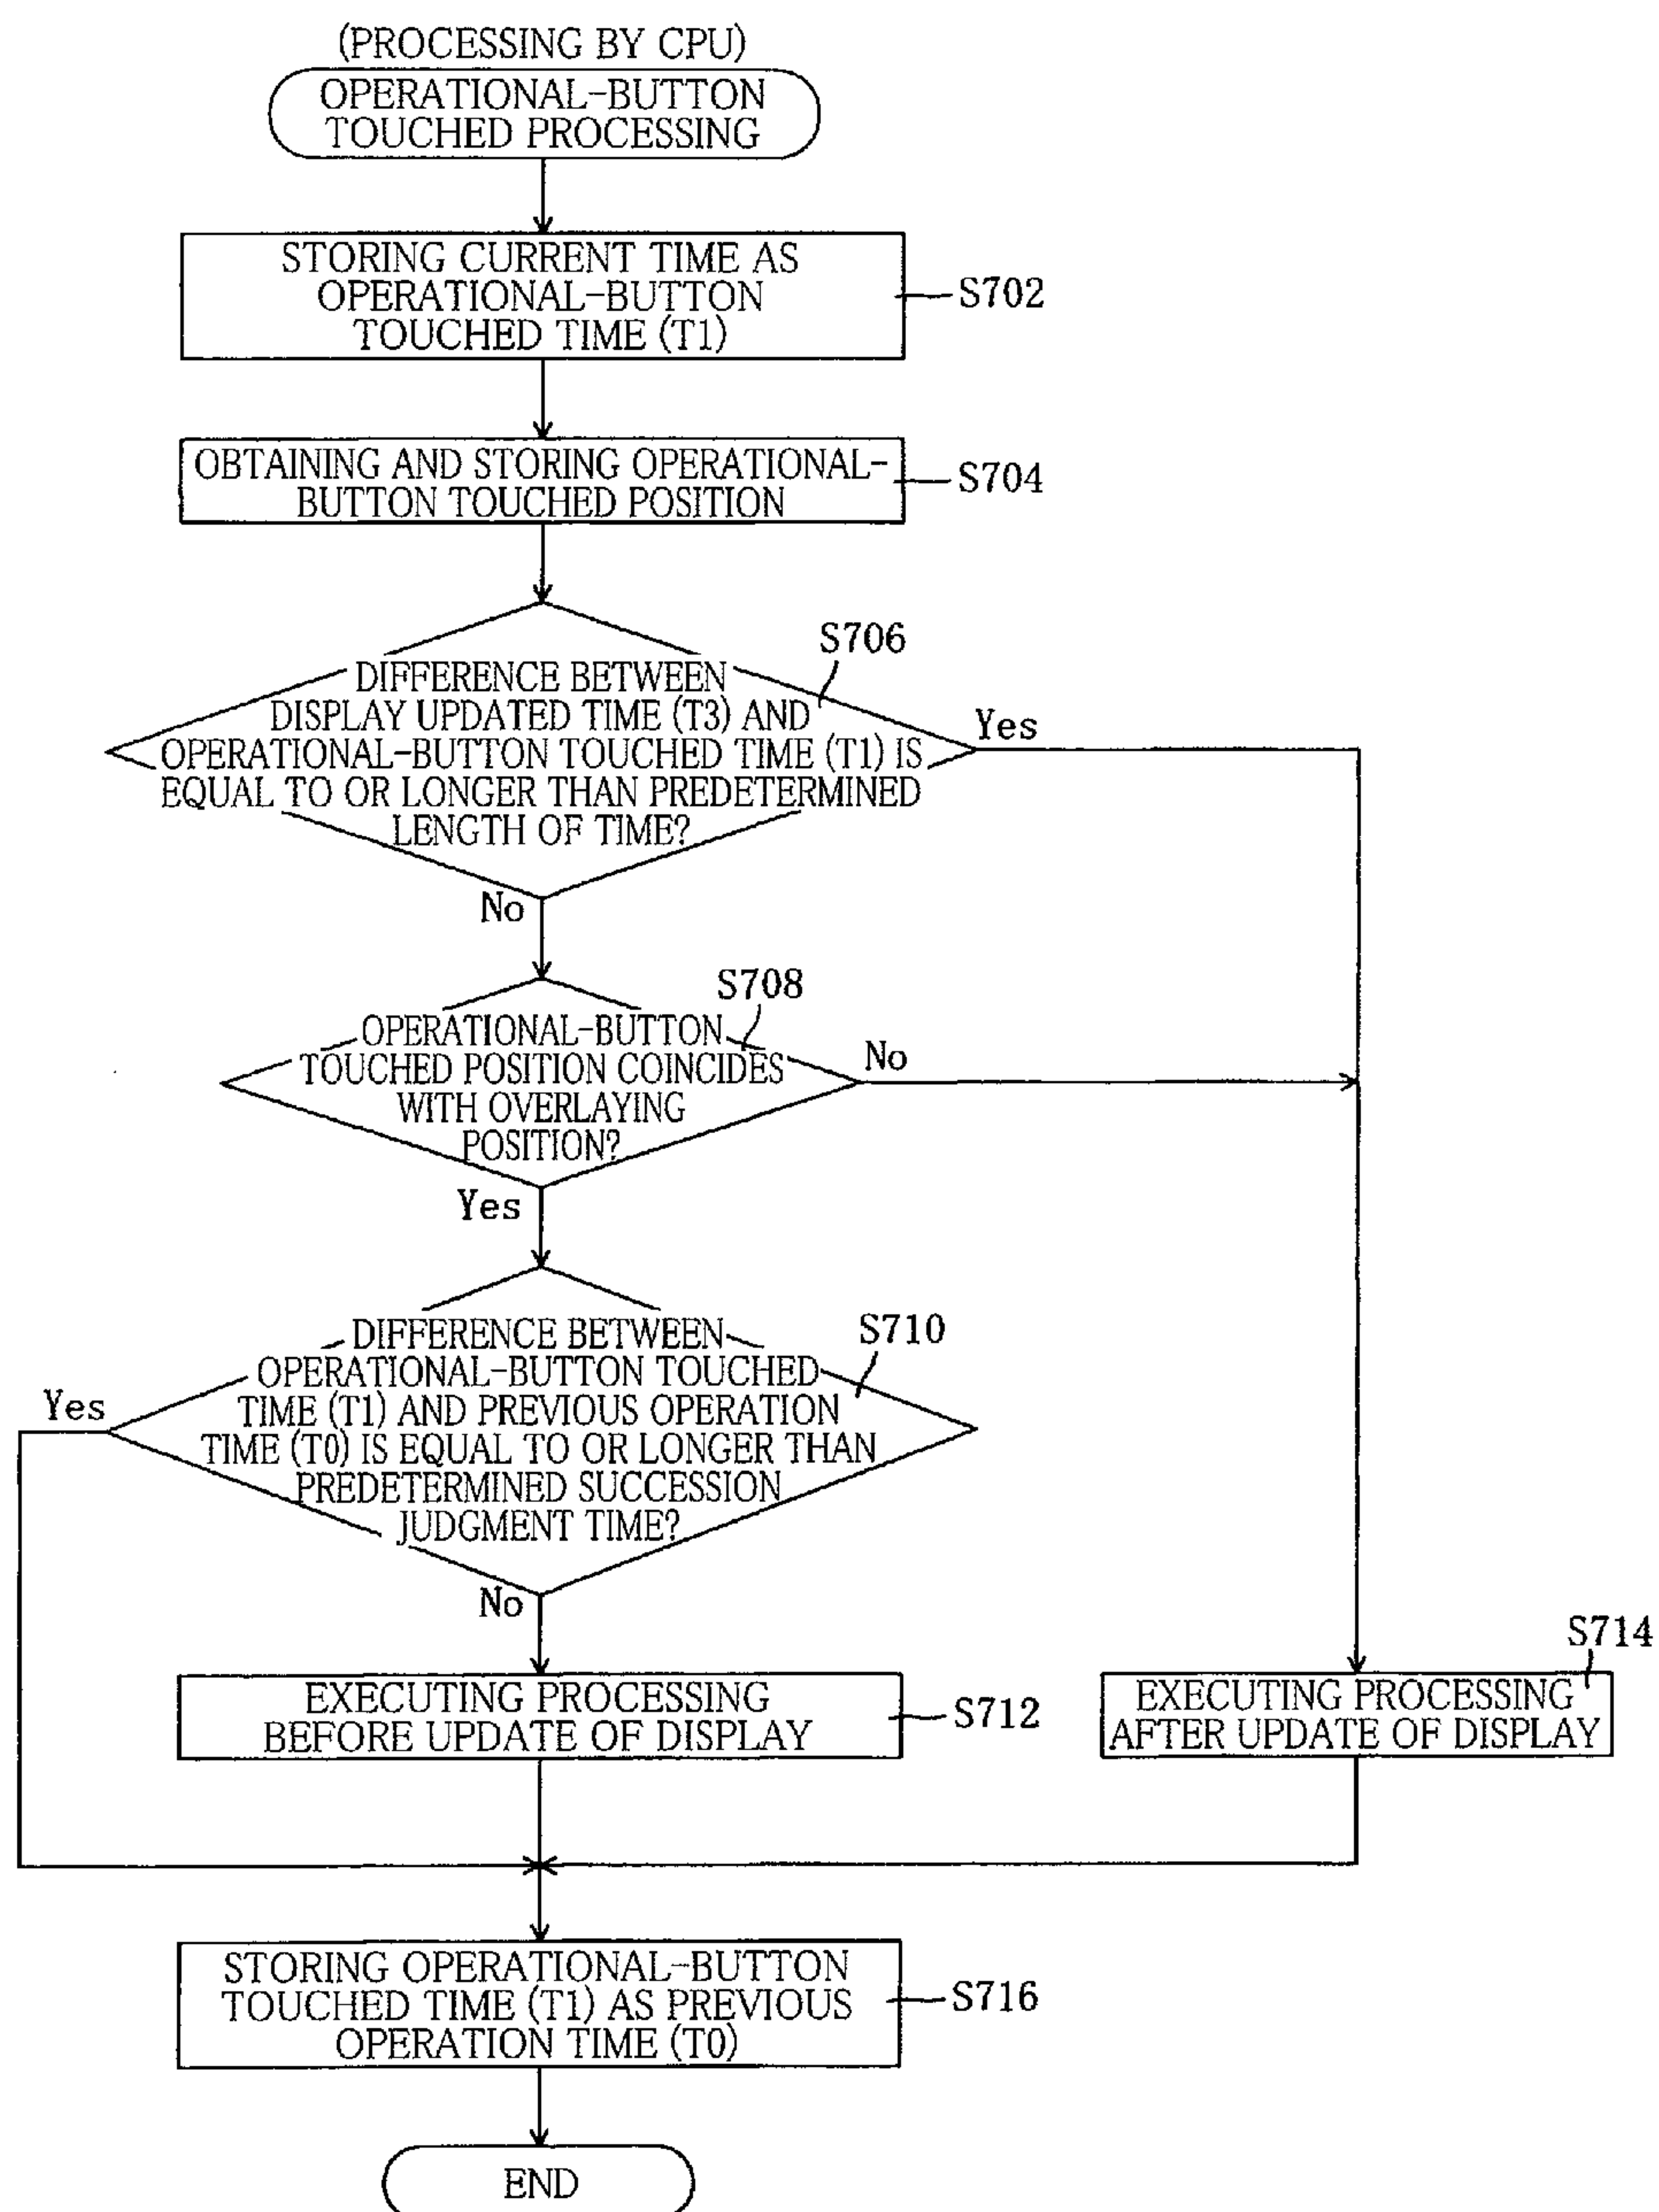 (PROCESSING BY CPU)
OPERATIONAL-BUTTON
TOUCHED PROCESSING
STORING CURRENT TIME AS
OPERATIONAL-BUTTON
TOUCHED TIME (T1)
S702
OBTAINING AND STORING OPERATIONAL-
BUTTON TOUCHED POSITION
S704
S706
DIFFERENCE BETWEEN
DISPLAY UPDATED TIME (T3) AND
OPERATIONAL-BUTTON TOUCHED TIME (T1) IS
EQUAL TO OR LONGER THAN PREDETERMINED
LENGTH OF TIME?
Yes
No
S708
OPERATIONAL-BUTTON
TOUCHED POSITION COINCIDES
WITH OVERLAYING
POSITION?
No
Yes
S710
DIFFERENCE BETWEEN
OPERATIONAL-BUTTON TOUCHED
TIME (T1) AND PREVIOUS OPERATION
TIME (T0) IS EQUAL TO OR LONGER THAN
PREDETERMINED SUCCESSION
JUDGMENT TIME?
Yes
No
EXECUTING PROCESSING
BEFORE UPDATE OF DISPLAY
S712
S714
EXECUTING PROCESSING
AFTER UPDATE OF DISPLAY
STORING OPERATIONAL-BUTTON
TOUCHED TIME (T1) AS PREVIOUS
OPERATION TIME (T0)
S716
END